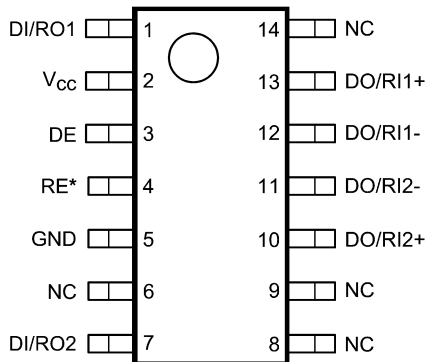 DI/RO1 1 14 NC
VCC 2 13 DO/RI1+
DE 3 12 DO/RI1-
RE* 4 11 DO/RI2-
GND 5 10 DO/RI2+
NC 6 9 NC
DI/RO2 7 8 NC